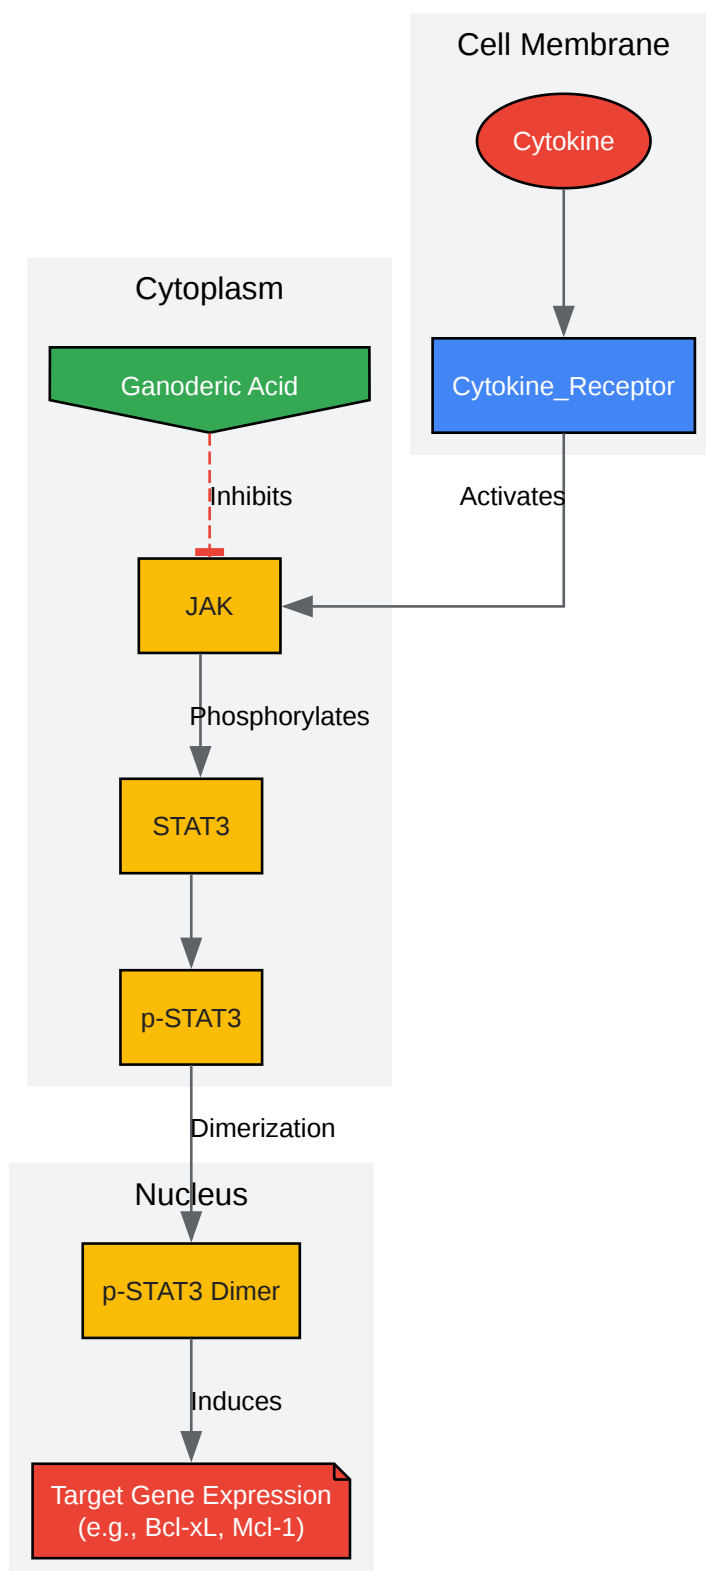 Cell Membrane
Cytokine
Cytoplasm
Ganoderic Acid
Cytokine_Receptor
Inhibits
Activates
JAK
Phosphorylates
STAT3
p-STAT3
Dimerization
Nucleus
p-STAT3 Dimer
Induces
Target Gene Expression
(e.g., Bcl-xL, Mcl-1)